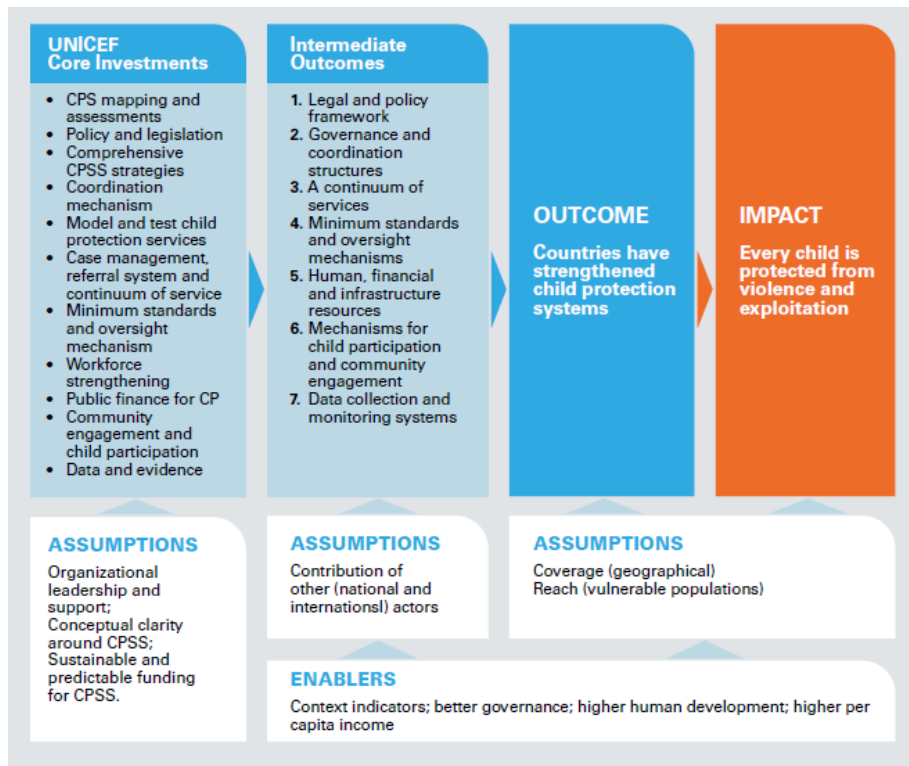 UNICEF
Core Investments
• CPS mapping and
assessments
• Policy and legislation
• Comprehensive
CPSS strategies
• Coordination
mechanism
• Model and test child
protection services
• Case management,
referral system and
continuum of service
• Minimum standards
and oversight
mechanism
• Workforce
strengthening
• Public finance for CP
• Community
engagement and
child participation
• Data and evidence
Intermediate
Outcomes
1. Legal and policy
framework
2. Governance and
coordination
structures
3. A continuum of
services
4. Minimum standards
and oversight
mechanisms
5. Human, financial
and infrastructure
resources
6. Mechanisms for
child participation
and community
engagement
7. Data collection and
monitoring systems
OUTCOME
Countries have
strengthened
child protection
systems
IMPACT
Every child is
protected from
violence and
exploitation
ASSUMPTIONS
Organizational
leadership and
support;
Conceptual clarity
around CPSS;
Sustainable and
predictable funding
for CPSS.
ASSUMPTIONS
Contribution of
other (national and
internationsl) actors
ASSUMPTIONS
Coverage (geographical)
Reach (vulnerable populations)
ENABLERS
Context indicators; better governance; higher human development; higher per
capita income